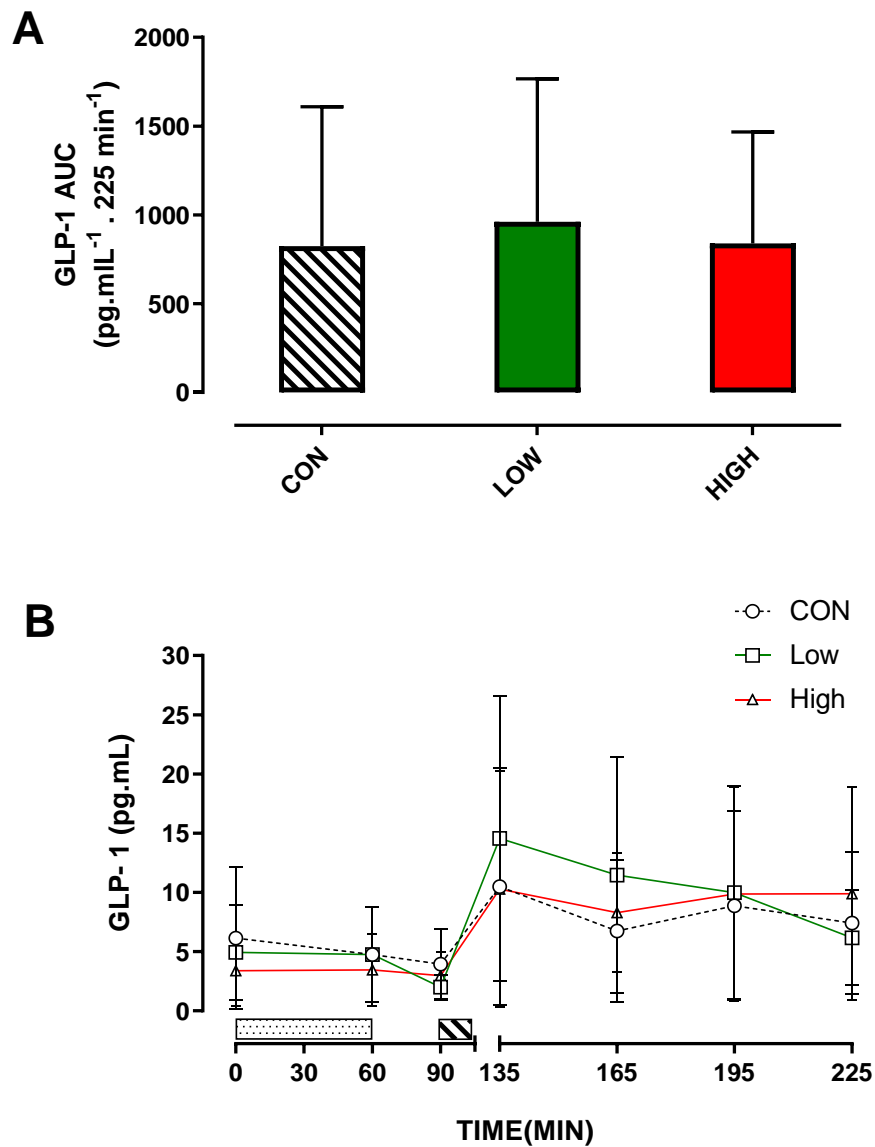 A
GLP-1 AUC
(pg.mlL⁻¹ . 225 min⁻¹)
2000
1500
1000
500
0
CON
LOW
HIGH
B
CON
Low
High
GLP- 1 (pg.mL)
30
25
20
15
10
5
0
0 30 60 90 135 165 195 225
TIME(MIN)